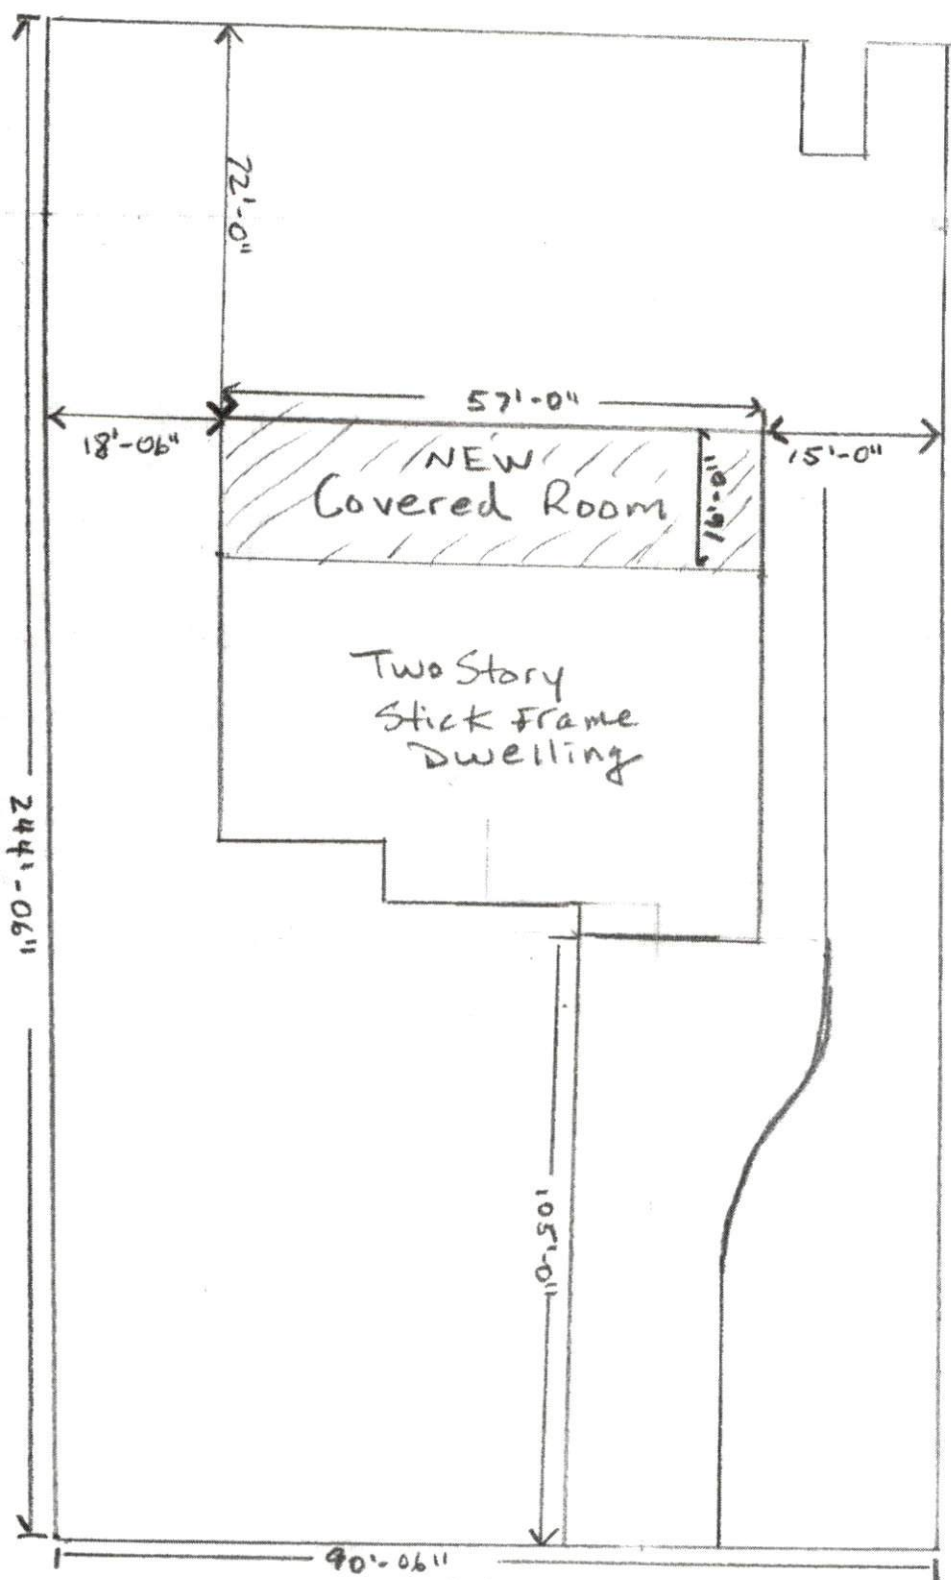 72'-0"
57'-0"
18'-06"
15'-0"
NEW
Covered Room
16'-0"
Two Story
Stick Frame
Dwelling
244'-06"
105'-0"
90'-06"